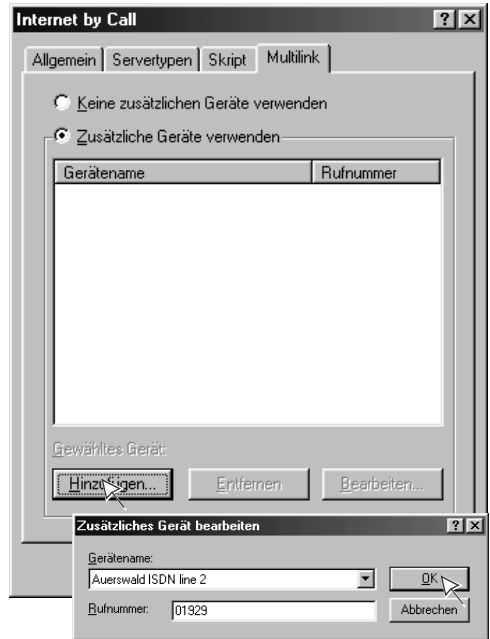 Internet by Call
Allgemein Servertypen Skript Multilink
Keine zusätzlichen Geräte verwenden
Zusätzliche Geräte verwenden
Gerätename Rufnummer
Gewähltes Gerät:
Hinzufügen... Entfernen Bearbeiten...
Zusätzliches Gerät bearbeiten
Gerätename:
Auerswald ISDN line 2 OK
Rufnummer: 01929 Abbrechen